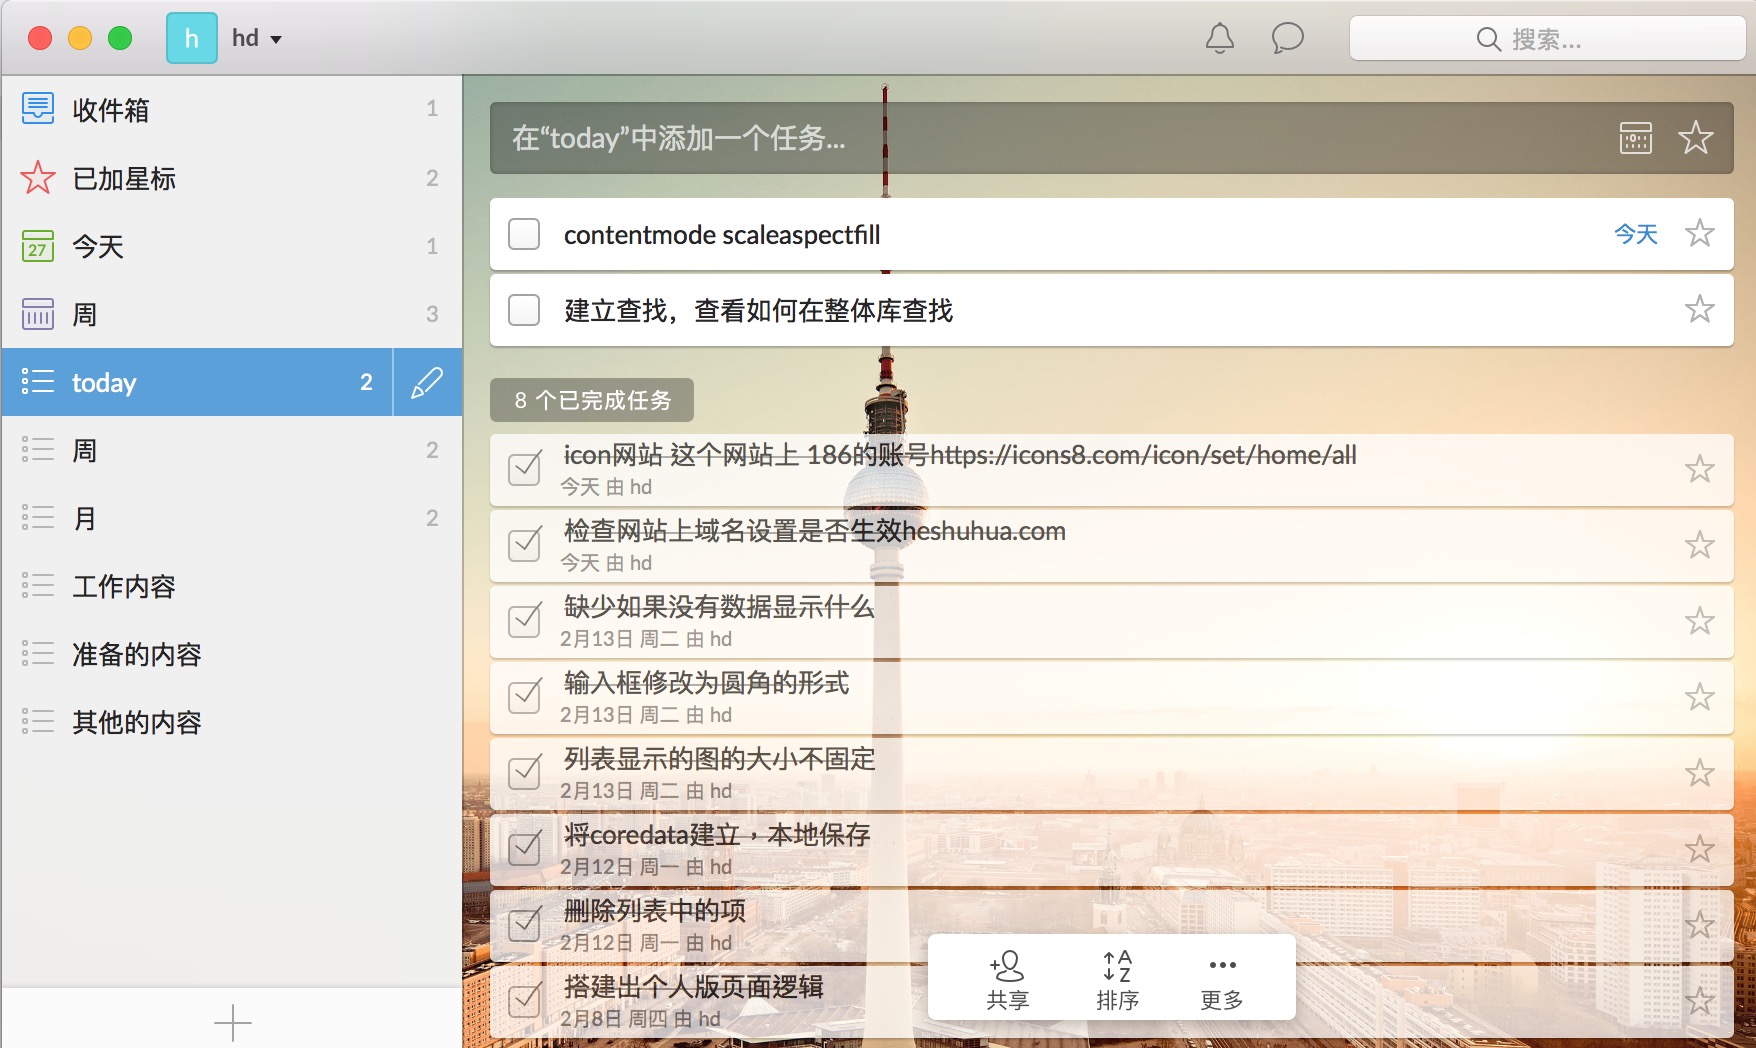 h
hd
搜索...
收件箱 1
已加星标 2
27
今天 1
周 3
today 2
周 2
月 2
工作内容
准备的内容
其他的内容
在“today”中添加一个任务...
contentmode scaleaspectfill 今天
建立查找，查看如何在整体库查找
8 个已完成任务
icon网站 这个网站上 186的账号https://icons8.com/icon/set/home/all
今天 由 hd
检查网站上域名设置是否生效heshuhua.com
今天 由 hd
缺少如果没有数据显示什么
2月13日 周二 由 hd
输入框修改为圆角的形式
2月13日 周二 由 hd
列表显示的图的大小不固定
2月13日 周二 由 hd
将coredata建立，本地保存
2月12日 周一 由 hd
删除列表中的项
2月12日 周一 由 hd
搭建出个人版页面逻辑
2月8日 周四 由 hd
共享
A
Z
排序
更多